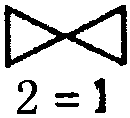 2 = 1